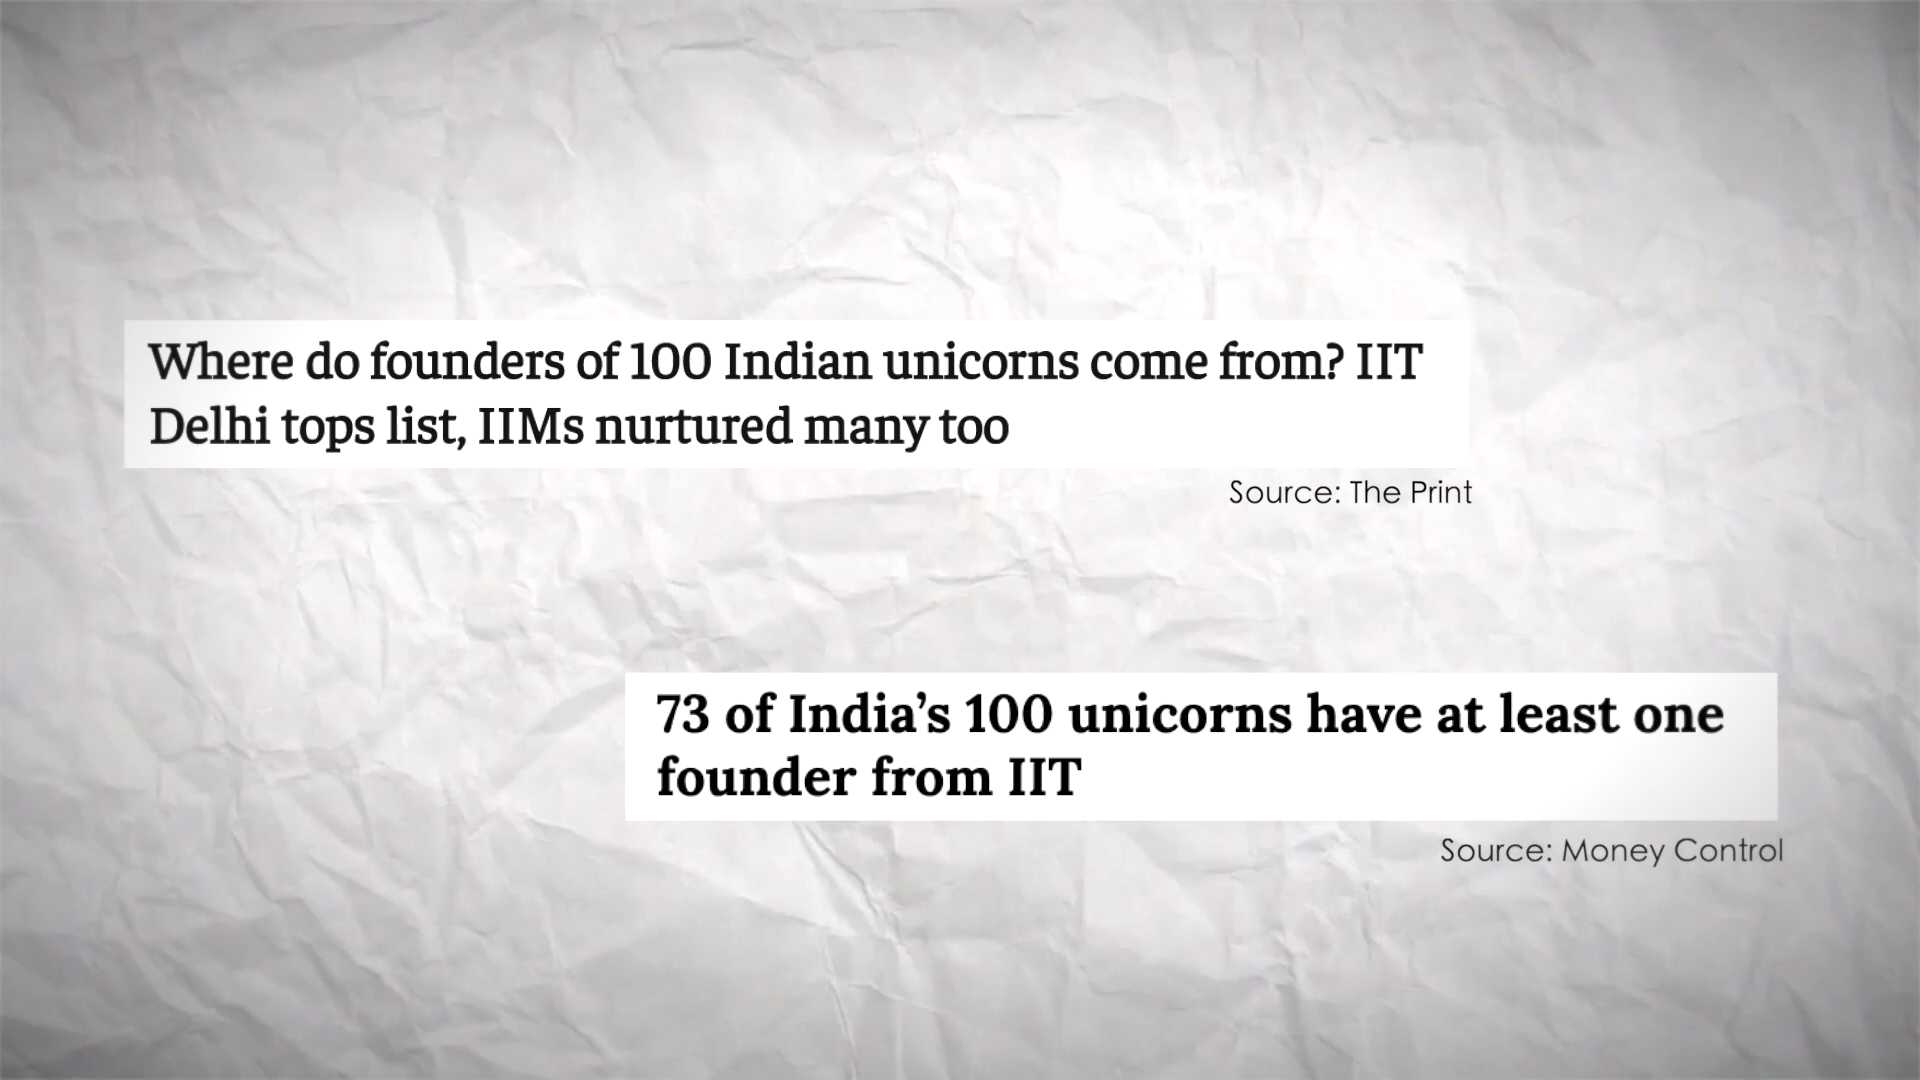 Where do founders of 100 Indian unicorns come from? IIT
Delhi tops list, IIMs nurtured many too
Source: The Print
73 of India’s 100 unicorns have at least one
founder from IIT
Source: Money Control